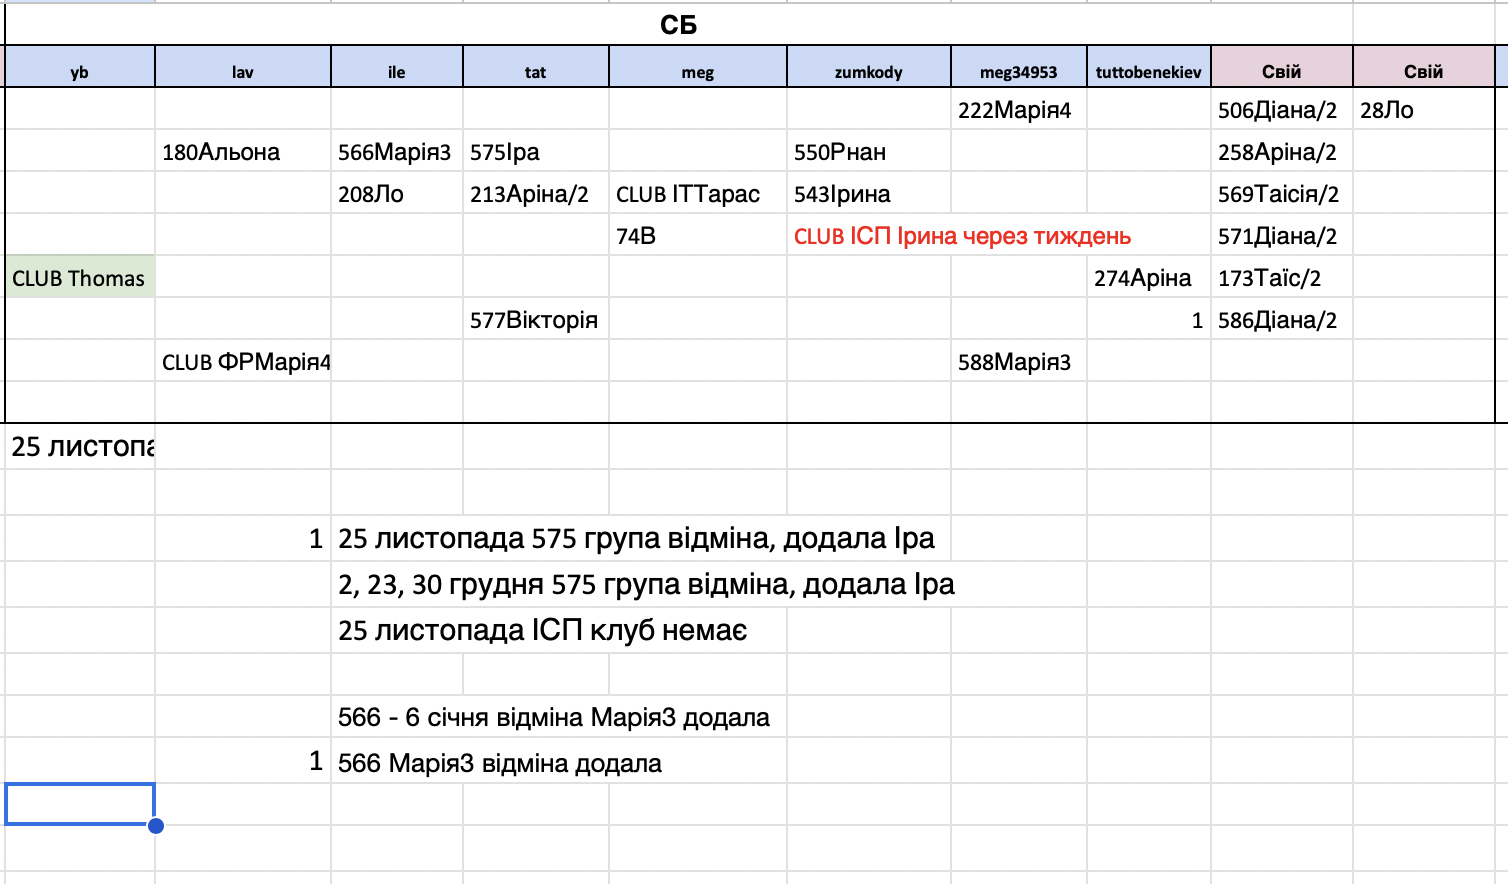 СБ
yb lav ile tat meg zumkody meg34953 tuttobenekiev Свій Свій
222Марія4 506Діана/2 28Ло
180Альона 566Марія3 575Іра 550Рнан 258Аріна/2
208Ло 213Аріна/2 CLUB ІТТарас 543Ірина 569Таісія/2
74В CLUB ІСП Ірина через тиждень 571Діана/2
CLUB Thomas 274Аріна 173Таїс/2
577Вікторія 1 586Діана/2
CLUB ФРМарія4 588Марія3
25 листопа
1 25 листопада 575 група відміна, додала Іра
2, 23, 30 грудня 575 група відміна, додала Іра
25 листопада ІСП клуб немає
566 - 6 січня відміна Марія3 додала
1 566 Марія3 відміна додала